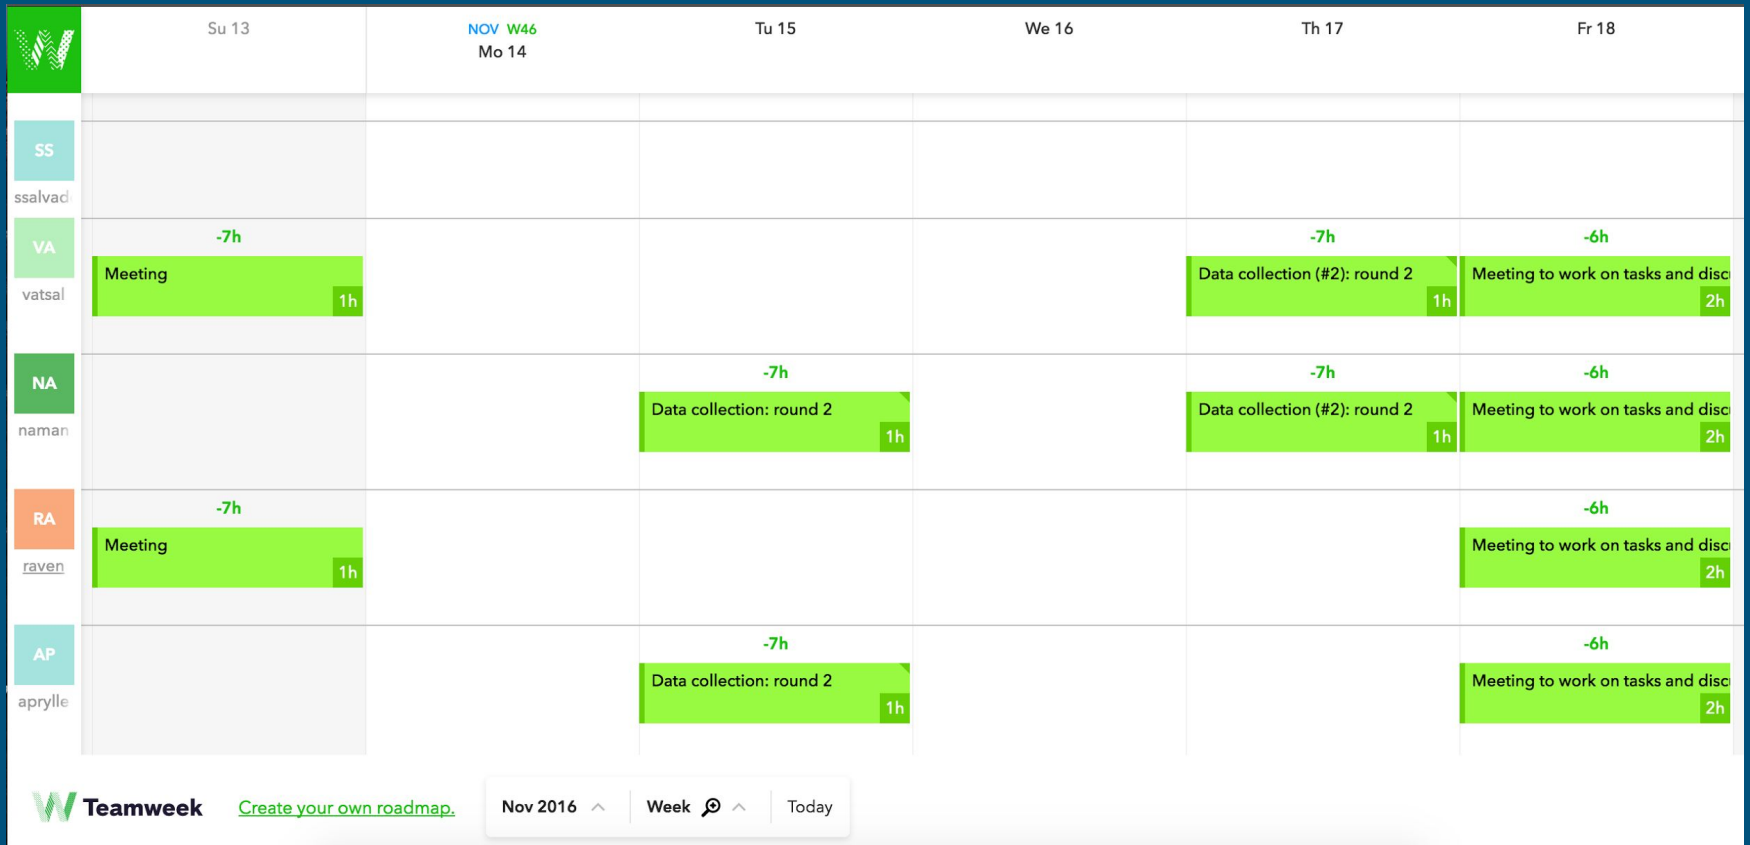 Su 13
NOV W46
Mo 14
Tu 15
We 16
Th 17
Fr 18
SS
ssalvad
VA
vatsal
-7h
Meeting
1h
-7h
Data collection (#2): round 2
1h
-6h
Meeting to work on tasks and disc
2h
NA
naman
-7h
Data collection: round 2
1h
-7h
Data collection (#2): round 2
1h
-6h
Meeting to work on tasks and disc
2h
RA
raven
-7h
Meeting
1h
-6h
Meeting to work on tasks and disc
2h
AP
aprylle
-7h
Data collection: round 2
1h
-6h
Meeting to work on tasks and disc
2h
Teamweek
Create your own roadmap.
Nov 2016
Week
Today